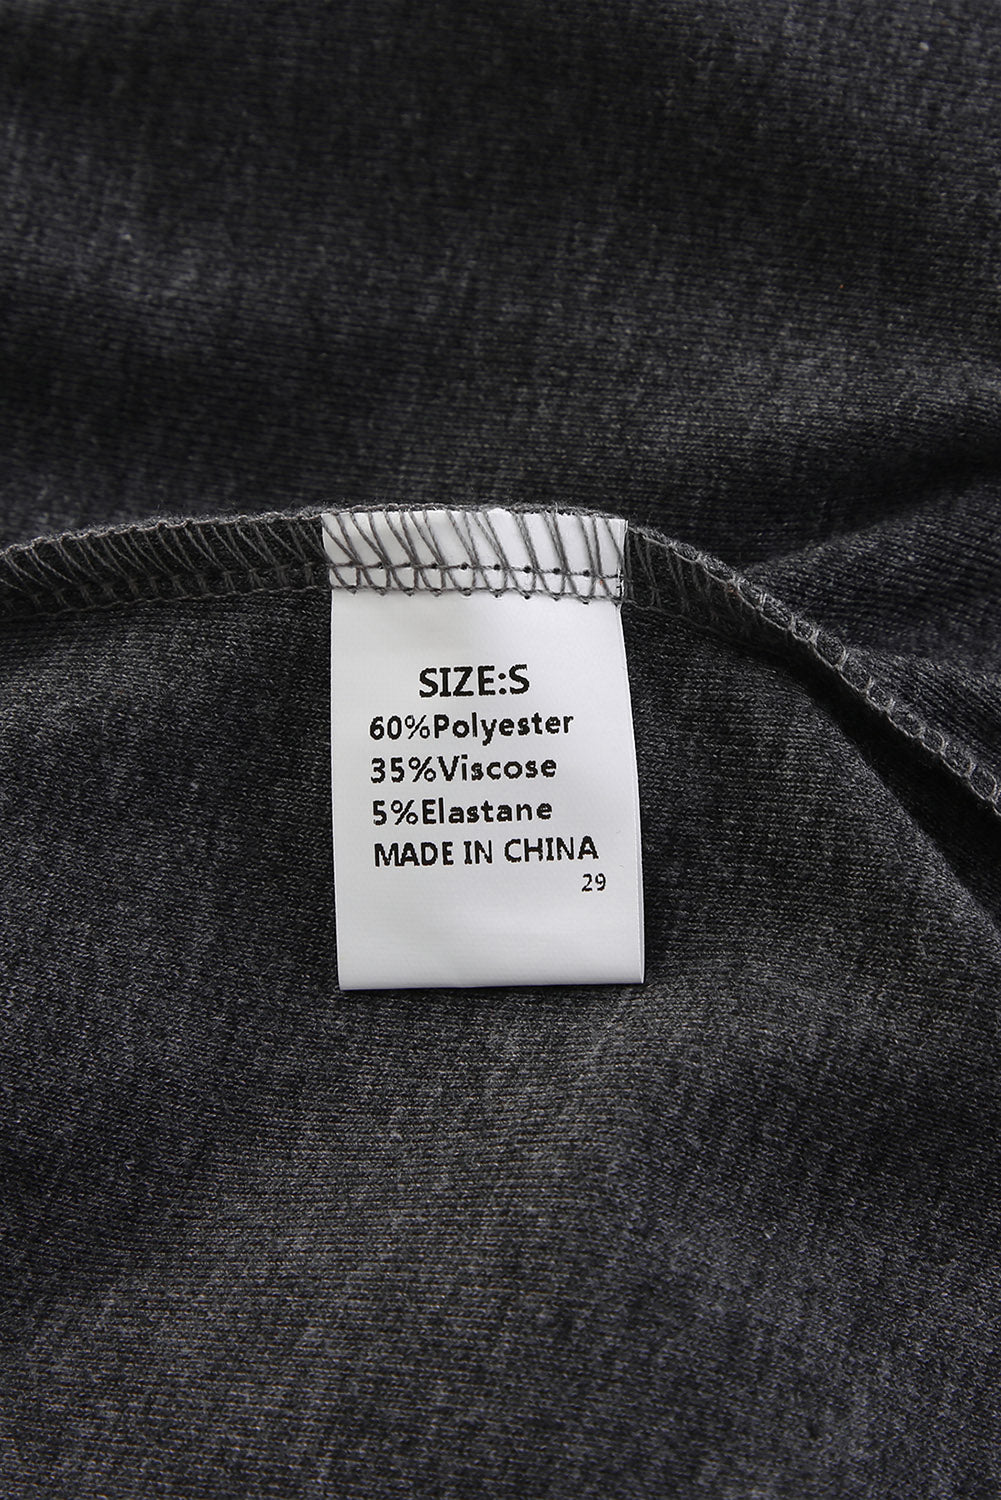 SIZE:S
60%Polyester
35%Viscose
5%Elastane
MADE IN CHINA
29